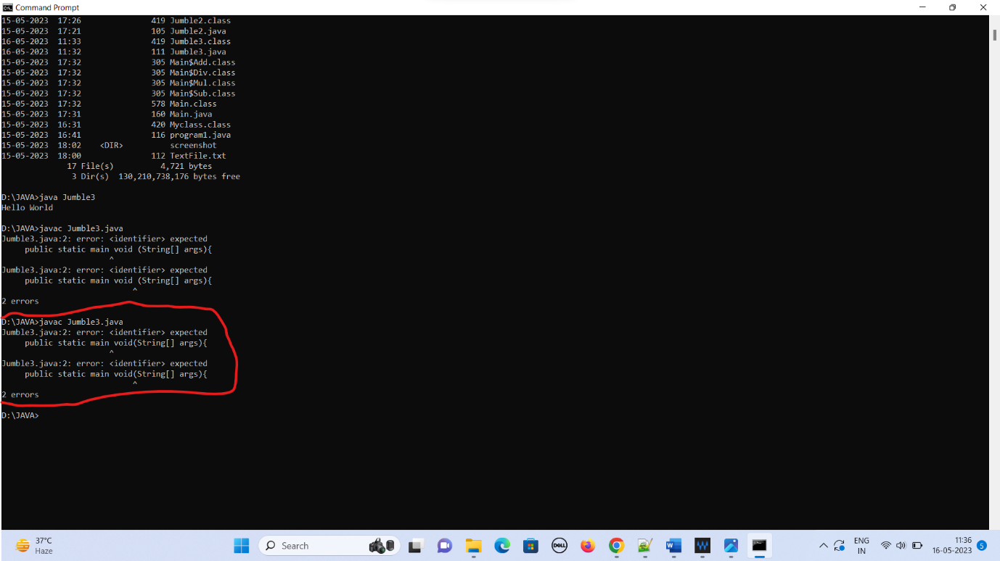 Command Prompt
15-05-2023  17:26               419 Jumble2.class
15-05-2023  17:21               105 Jumble2.java
16-05-2023  11:33               419 Jumble3.class
16-05-2023  11:32               111 Jumble3.java
15-05-2023  17:32               305 Main$Add.class
15-05-2023  17:32               305 Main$Div.class
15-05-2023  17:32               305 Main$Mul.class
15-05-2023  17:32               305 Main$Sub.class
15-05-2023  17:32               578 Main.class
15-05-2023  17:31               160 Main.java
15-05-2023  16:31               420 Myclass.class
15-05-2023  16:41               116 program1.java
15-05-2023  18:02    <DIR>          screenshot
15-05-2023  18:00               112 TextFile.txt
              17 File(s)          4,721 bytes
               3 Dir(s)  130,210,738,176 bytes free
D:\JAVA>java Jumble3
Hello World
D:\JAVA>javac Jumble3.java
Jumble3.java:2: error: <identifier> expected
     public static main void (String[] args){
                       ^
Jumble3.java:2: error: <identifier> expected
     public static main void (String[] args){
                            ^
2 errors
D:\JAVA>javac Jumble3.java
Jumble3.java:2: error: <identifier> expected
     public static main void(String[] args){
                       ^
Jumble3.java:2: error: <identifier> expected
     public static main void(String[] args){
                            ^
2 errors
D:\JAVA>
37°C
Haze
Search
DELL
W
W
ENG
IN
11:36
16-05-2023
5